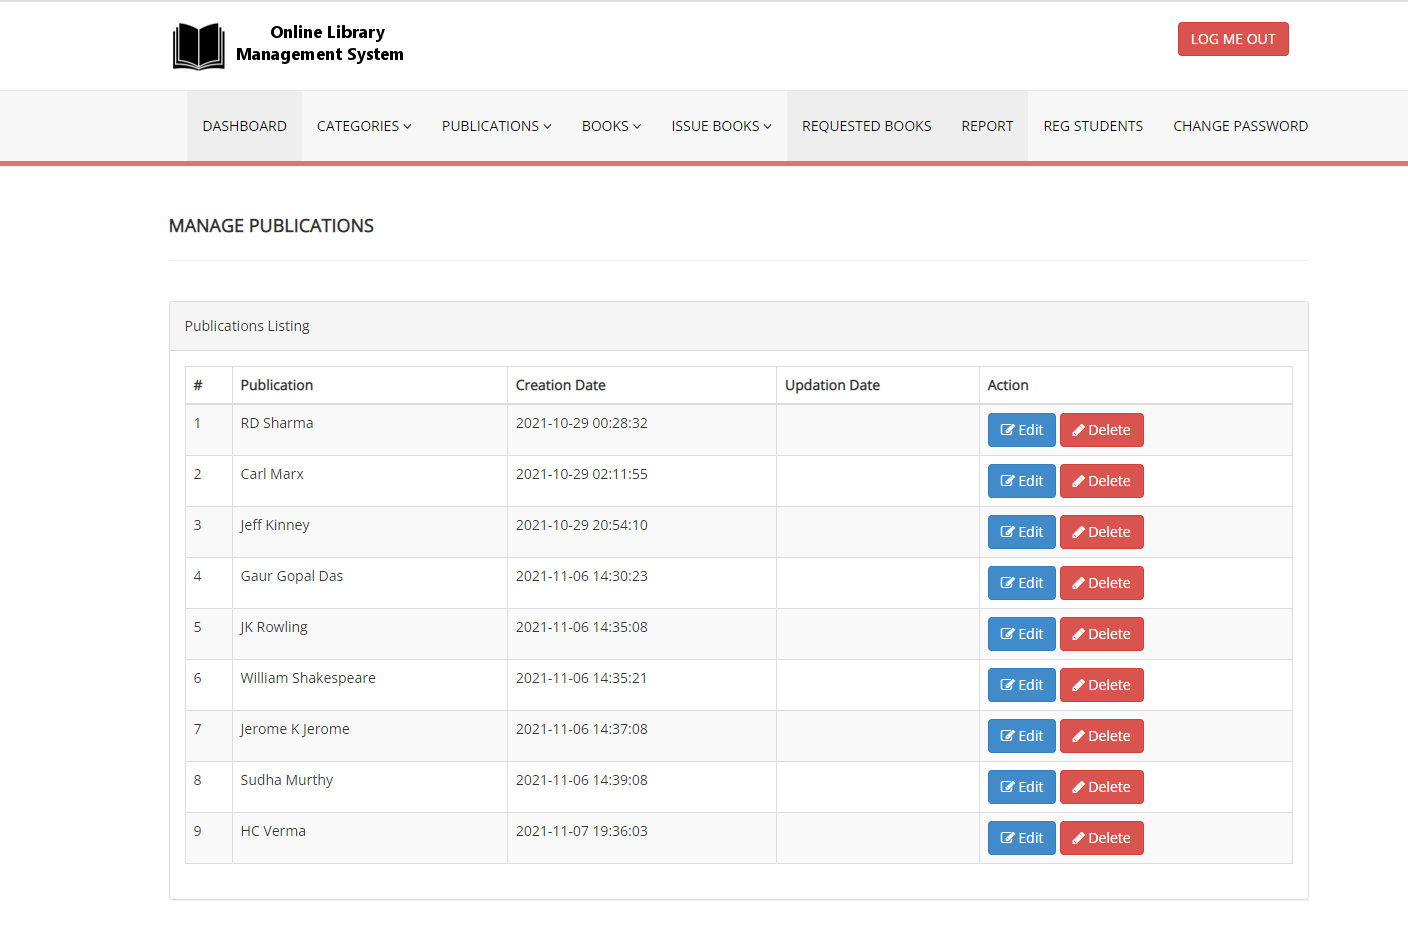 Online Library
Management System
LOG ME OUT
DASHBOARD CATEGORIES PUBLICATIONS BOOKS ISSUE BOOKS REQUESTED BOOKS REPORT REG STUDENTS CHANGE PASSWORD
MANAGE PUBLICATIONS
Publications Listing
# Publication Creation Date Updation Date Action
1 RD Sharma 2021-10-29 00:28:32 Edit Delete
2 Carl Marx 2021-10-29 02:11:55 Edit Delete
3 Jeff Kinney 2021-10-29 20:54:10 Edit Delete
4 Gaur Gopal Das 2021-11-06 14:30:23 Edit Delete
5 JK Rowling 2021-11-06 14:35:08 Edit Delete
6 William Shakespeare 2021-11-06 14:35:21 Edit Delete
7 Jerome K Jerome 2021-11-06 14:37:08 Edit Delete
8 Sudha Murthy 2021-11-06 14:39:08 Edit Delete
9 HC Verma 2021-11-07 19:36:03 Edit Delete